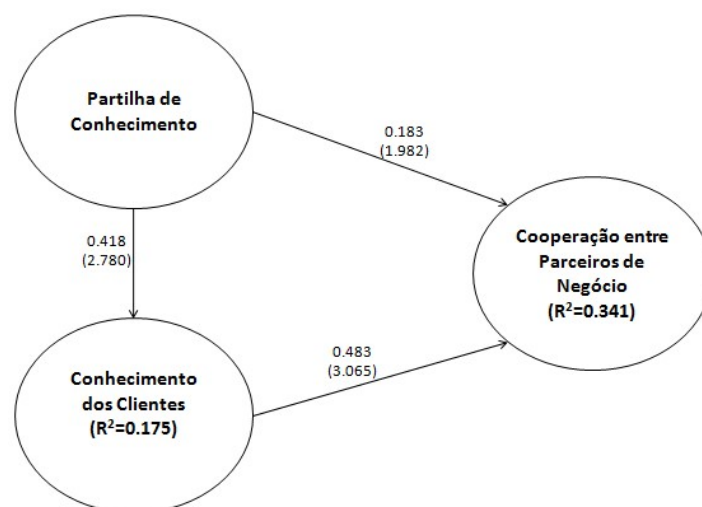 Partilha de
Conhecimento
0.183
(1.982)
0.418
(2.780)
Cooperação entre
Parceiros de
Negócio
(R²=0.341)
0.483
(3.065)
Conhecimento
dos Clientes
(R²=0.175)